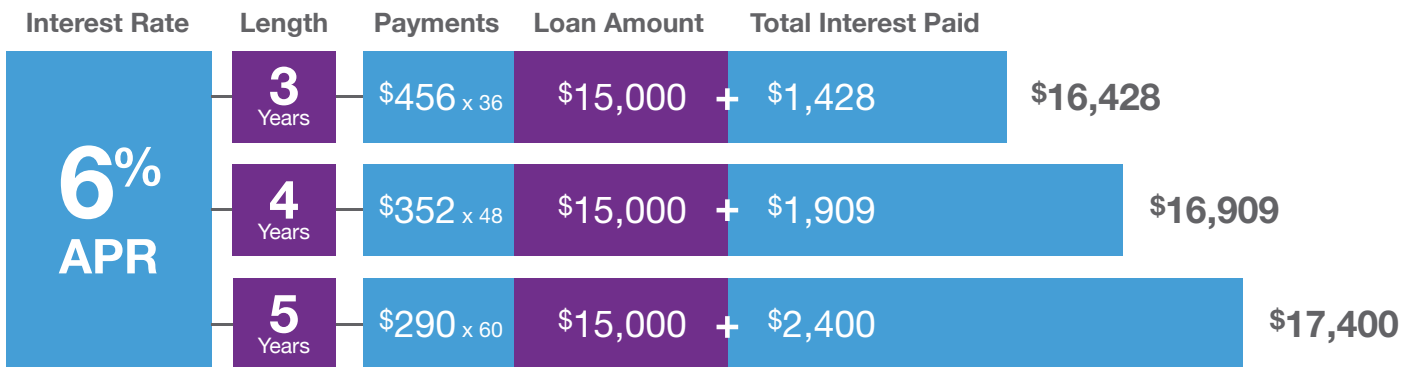 Interest Rate Length Payments Loan Amount Total Interest Paid
6% APR
3 Years $456 x 36 $15,000 + $1,428 $16,428
4 Years $352 x 48 $15,000 + $1,909 $16,909
5 Years $290 x 60 $15,000 + $2,400 $17,400